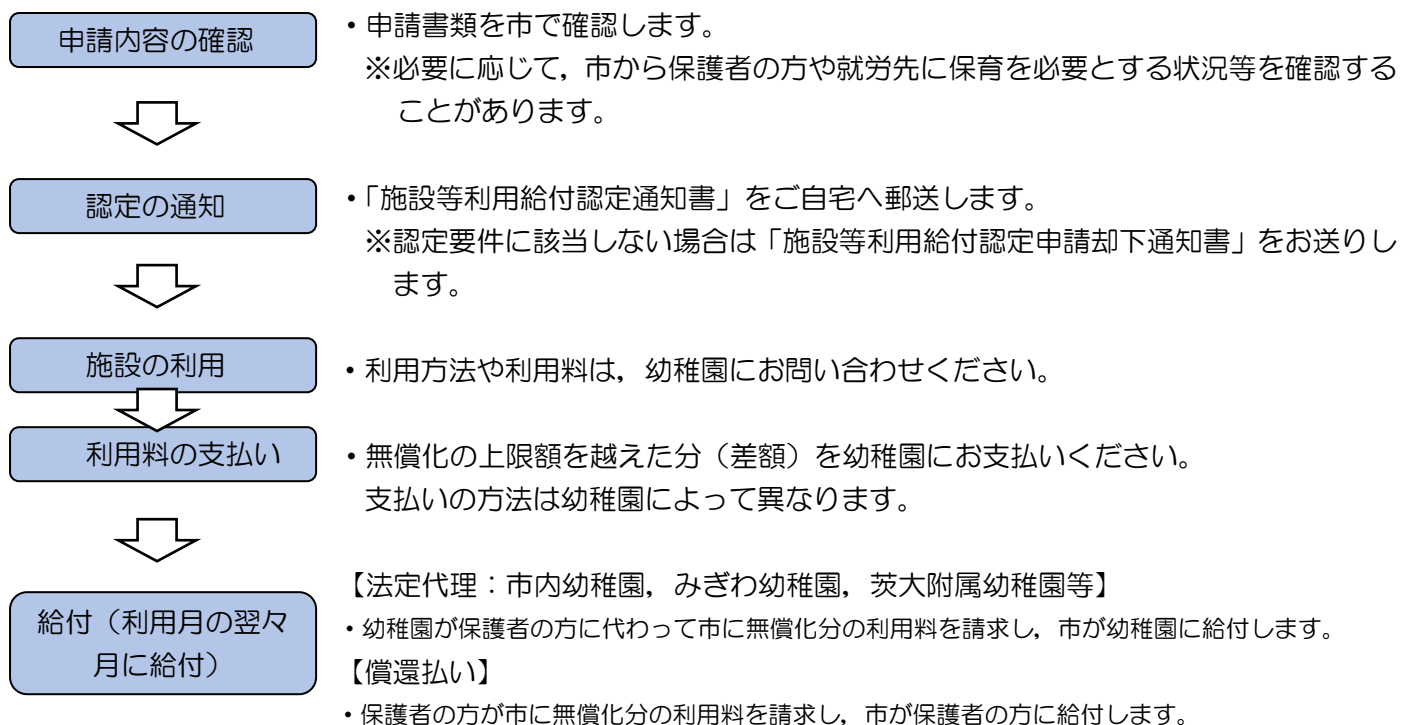 申請内容の確認
・申請書類を市で確認します。
※必要に応じて，市から保護者の方や就労先に保育を必要とする状況等を確認する
ことがあります。
認定の通知
・「施設等利用給付認定通知書」をご自宅へ郵送します。
※認定要件に該当しない場合は「施設等利用給付認定申請却下通知書」をお送りし
ます。
施設の利用
・利用方法や利用料は，幼稚園にお問い合わせください。
利用料の支払い
・無償化の上限額を越えた分（差額）を幼稚園にお支払いください。
支払いの方法は幼稚園によって異なります。
給付（利用月の翌々
月に給付）
【法定代理：市内幼稚園，みぎわ幼稚園，茨大附属幼稚園等】
・幼稚園が保護者の方に代わって市に無償化分の利用料を請求し，市が幼稚園に給付します。
【償還払い】
・保護者の方が市に無償化分の利用料を請求し，市が保護者の方に給付します。